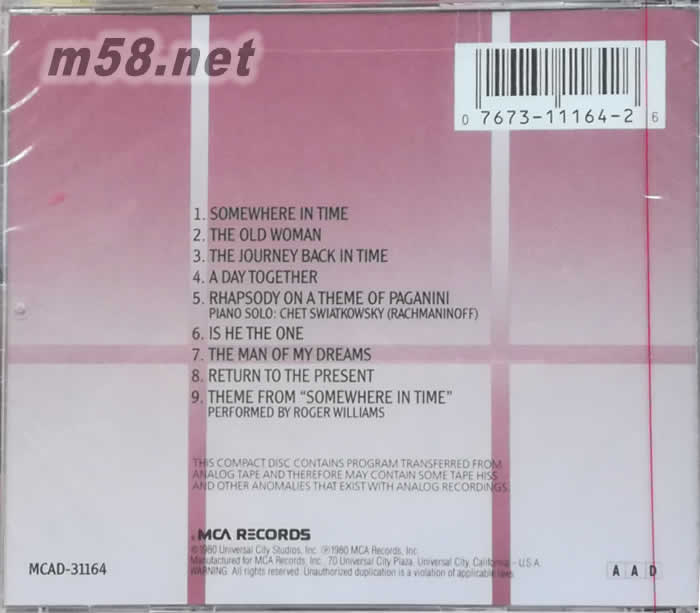 m58.net
0 7673-11164-2 6
1. SOMEWHERE IN TIME
2. THE OLD WOMAN
3. THE JOURNEY BACK IN TIME
4. A DAY TOGETHER
5. RHAPSODY ON A THEME OF PAGANINI
PIANO SOLO: CHET SWIATKOWSKY (RACHMANINOFF)
6. IS HE THE ONE
7. THE MAN OF MY DREAMS
8. RETURN TO THE PRESENT
9. THEME FROM “SOMEWHERE IN TIME”
PERFORMED BY ROGER WILLIAMS
THIS COMPACT DISC CONTAINS PROGRAM TRANSFERRED FROM
ANALOG TAPE AND THEREFORE MAY CONTAIN SOME TAPE HISS
AND OTHER ANOMALIES THAT EXIST WITH ANALOG RECORDINGS.
MCA RECORDS
© 1980 Universal City Studios, Inc. ℗ 1980 MCA Records, Inc.
Manufactured for MCA Records, Inc., 70 Universal City Plaza, Universal City, California – U.S.A.
WARNING: All rights reserved. Unauthorized duplication is a violation of applicable laws.
MCAD-31164
A A D